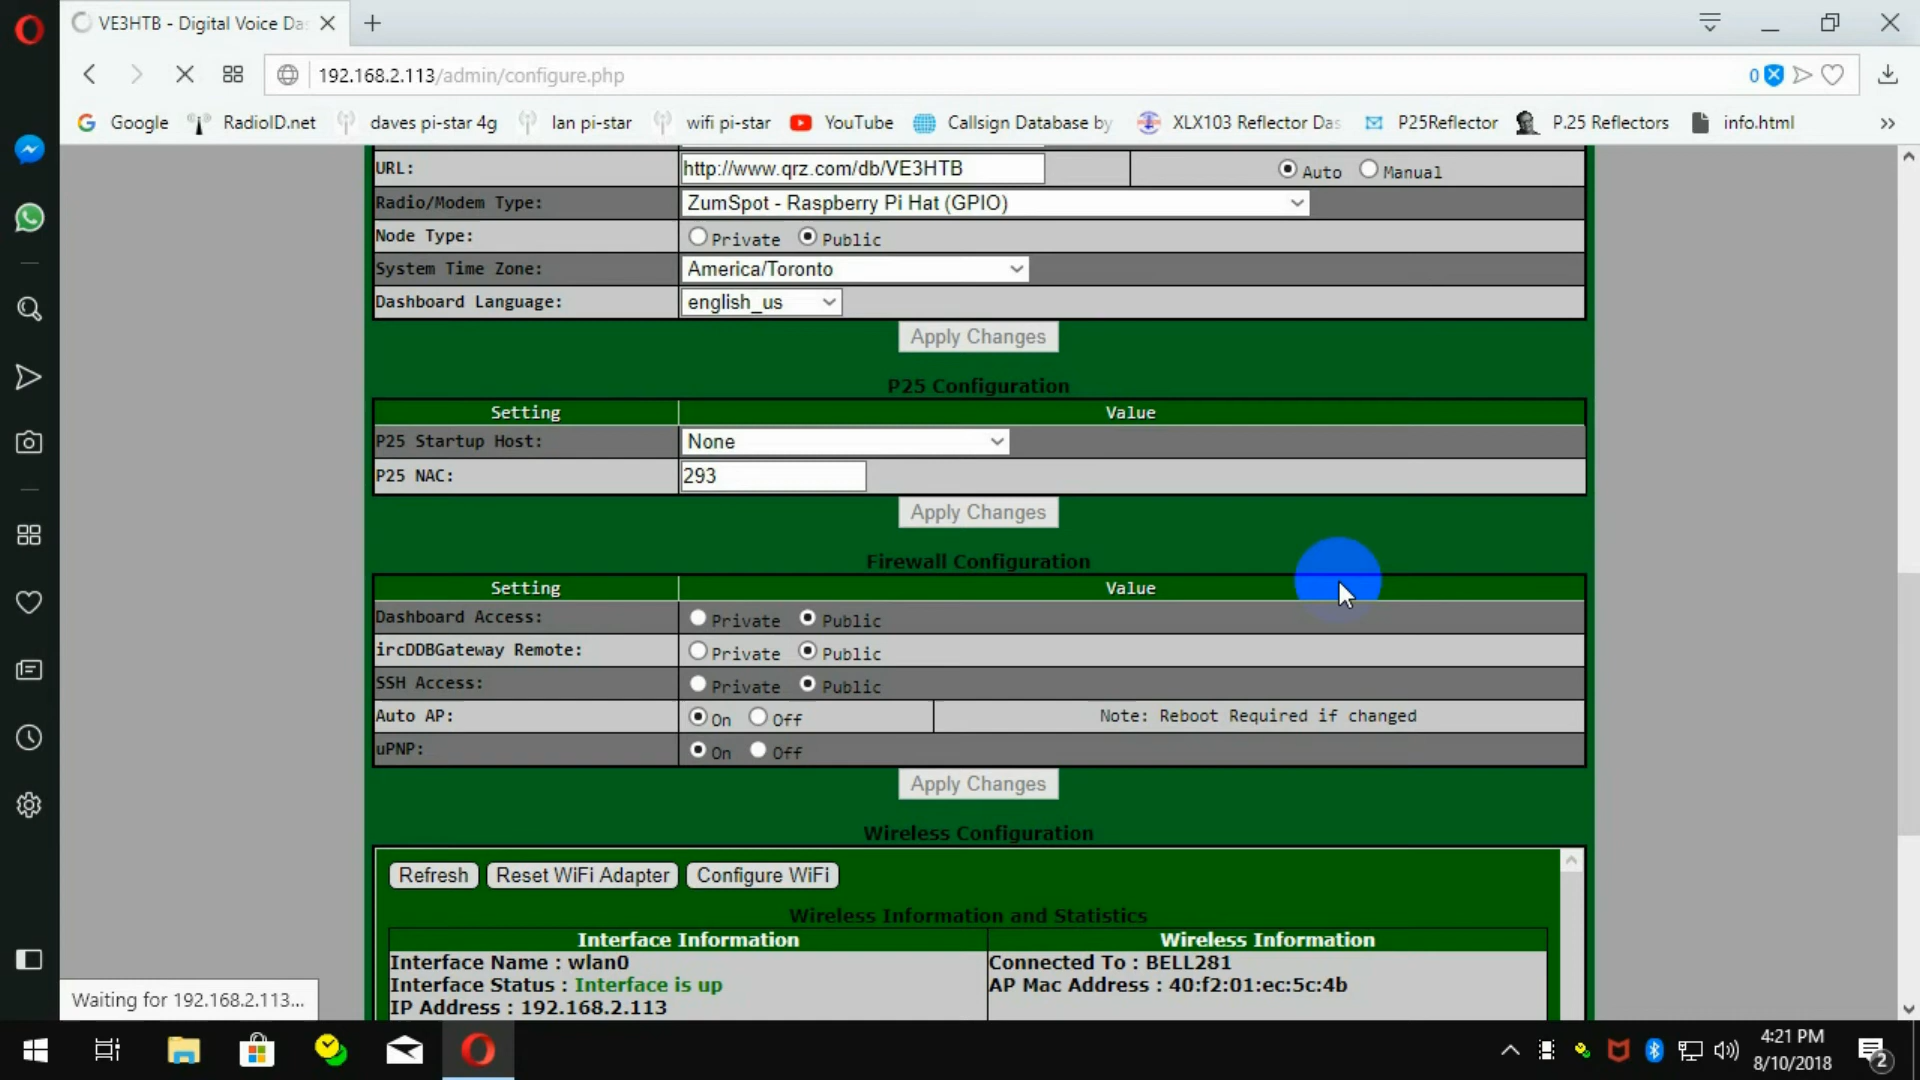 VE3HTB - Digital Voice Da
192.168.2.113/admin/configure.php
0
Google RadioID.net daves pi-star 4g lan pi-star wifi pi-star YouTube Callsign Database by XLX103 Reflector Das P25Reflector P.25 Reflectors info.html
URL: http://www.qrz.com/db/VE3HTB Auto Manual
Radio/Modem Type: ZumSpot - Raspberry Pi Hat (GPIO)
Node Type: Private Public
System Time Zone: America/Toronto
Dashboard Language: english_us
Apply Changes
P25 Configuration
Setting Value
P25 Startup Host: None
P25 NAC: 293
Apply Changes
Firewall Configuration
Setting Value
Dashboard Access: Private Public
ircDDBGateway Remote: Private Public
SSH Access: Private Public
Auto AP: On Off Note: Reboot Required if changed
uPNP: On Off
Apply Changes
Wireless Configuration
Refresh Reset WiFi Adapter Configure WiFi
Wireless Information and Statistics
Interface Information Wireless Information
Interface Name : wlan0 Connected To : BELL281
Interface Status : Interface is up AP Mac Address : 40:f2:01:ec:5c:4b
IP Address : 192.168.2.113
Waiting for 192.168.2.113...
4:21 PM
8/10/2018
2